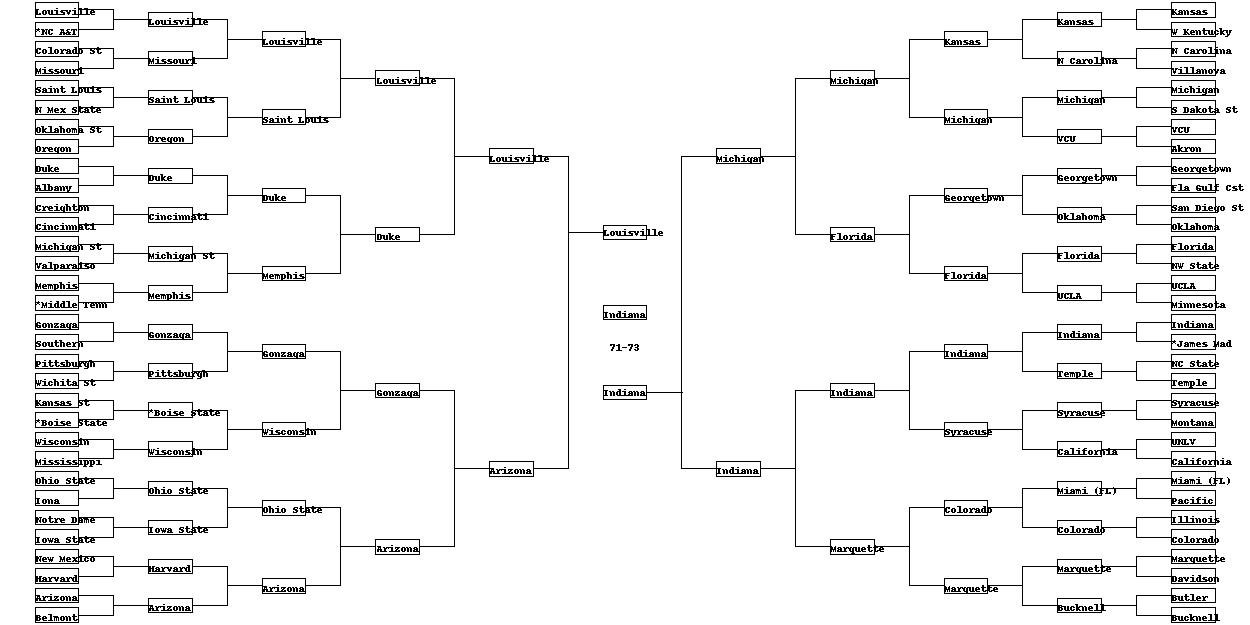 Louisville
*NC A&T
Colorado St
Missouri
Saint Louis
N Mex State
Oklahoma St
Oregon
Duke
Albany
Creighton
Cincinnati
Michigan St
Valparaiso
Memphis
*Middle Tenn
Gonzaga
Southern
Pittsburgh
Wichita St
Kansas St
*Boise State
Wisconsin
Mississippi
Ohio State
Iona
Notre Dame
Iowa State
New Mexico
Harvard
Arizona
Belmont
Louisville
Missouri
Saint Louis
Oregon
Duke
Cincinnati
Michigan St
Memphis
Gonzaga
Pittsburgh
*Boise State
Wisconsin
Ohio State
Iowa State
Harvard
Arizona
Louisville
Saint Louis
Duke
Memphis
Gonzaga
Wisconsin
Ohio State
Arizona
Louisville
Duke
Gonzaga
Arizona
Louisville
Arizona
Louisville
Indiana
71-73
Indiana
Michigan
Indiana
Michigan
Florida
Indiana
Marquette
Kansas
Michigan
Georgetown
Florida
Indiana
Syracuse
Colorado
Marquette
Kansas
N Carolina
Michigan
VCU
Georgetown
Oklahoma
Florida
UCLA
Indiana
Temple
Syracuse
California
Miami (FL)
Colorado
Marquette
Bucknell
Kansas
W Kentucky
N Carolina
Villanova
Michigan
S Dakota St
VCU
Akron
Georgetown
Fla Gulf Cst
San Diego St
Oklahoma
Florida
NW State
UCLA
Minnesota
Indiana
*James Mad
NC State
Temple
Syracuse
Montana
UNLV
California
Miami (FL)
Pacific
Illinois
Colorado
Marquette
Davidson
Butler
Bucknell